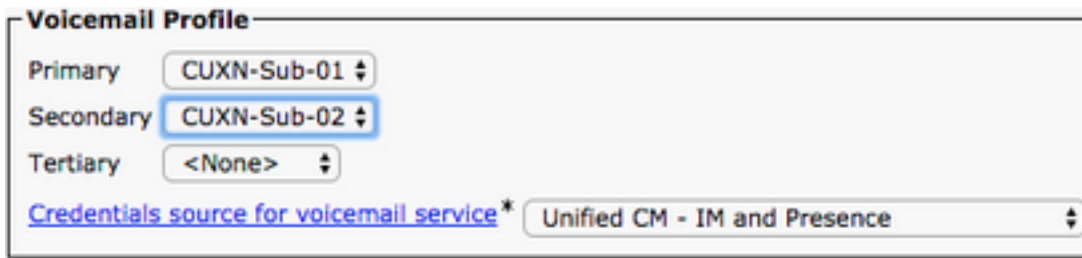 Voicemail Profile
Primary CUXN-Sub-01
Secondary CUXN-Sub-02
Tertiary <None>
Credentials source for voicemail service* Unified CM - IM and Presence